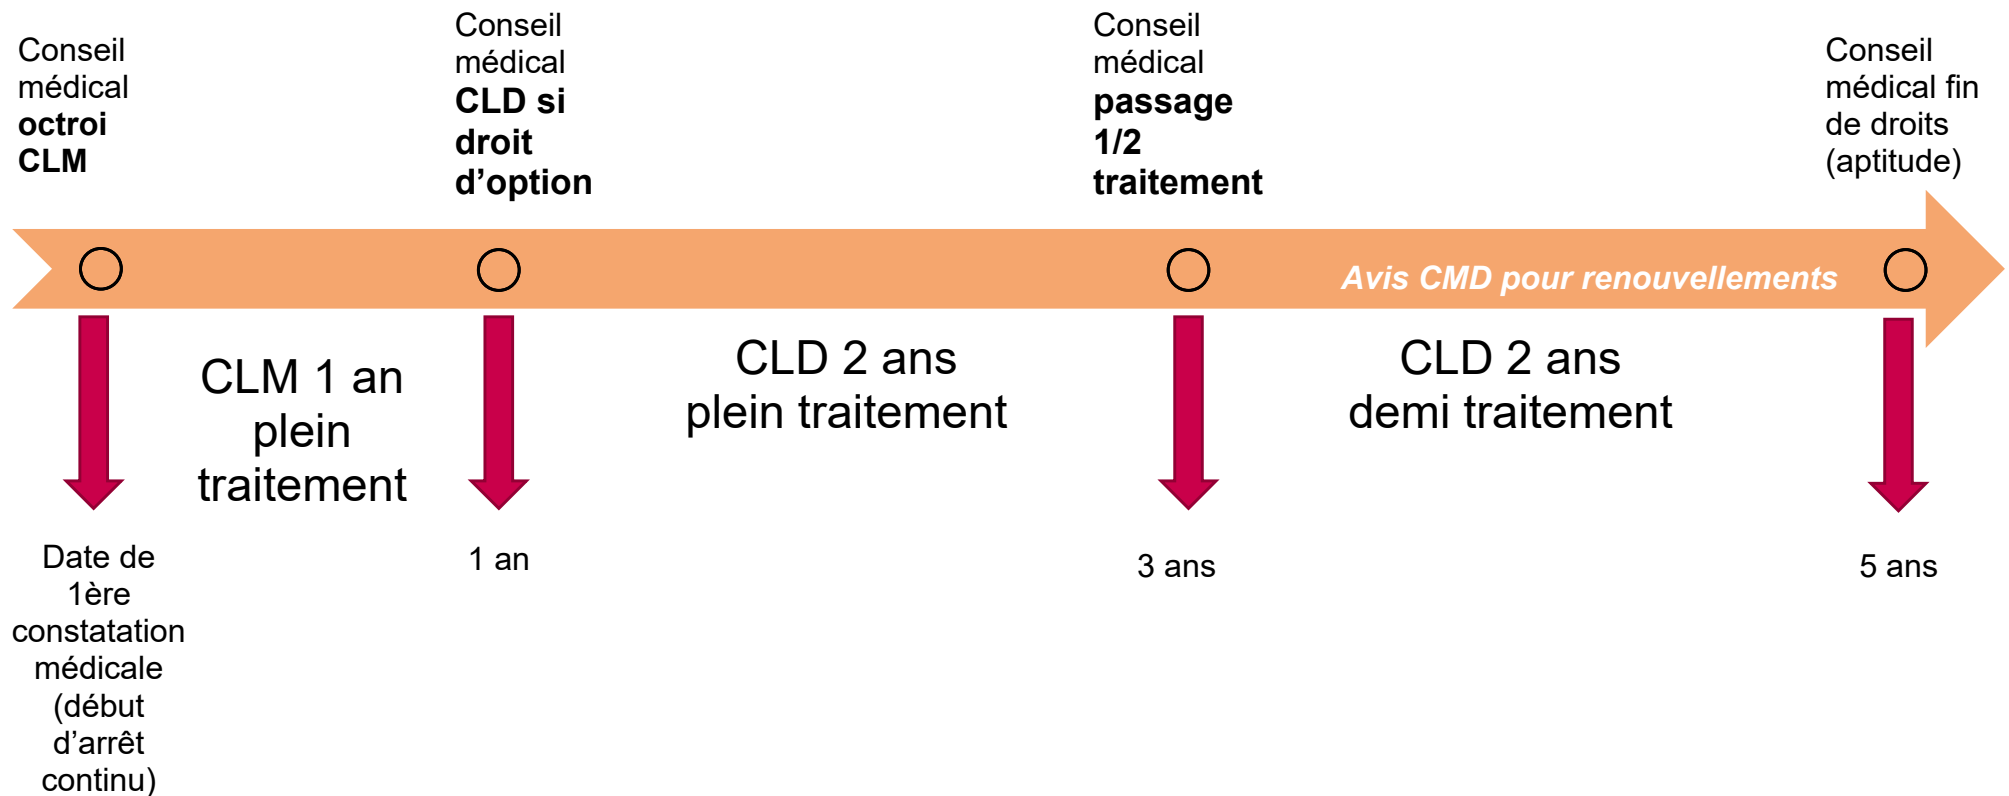 Conseil
médical
octroi
CLM
Conseil
médical
CLD si
droit
d’option
Conseil
médical
passage
1/2
traitement
Conseil
médical fin
de droits
(aptitude)
Avis CMD pour renouvellements
CLM 1 an
plein
traitement
CLD 2 ans
plein traitement
CLD 2 ans
demi traitement
Date de
1ère
constatation
médicale
(début
d’arrêt
continu)
1 an
3 ans
5 ans